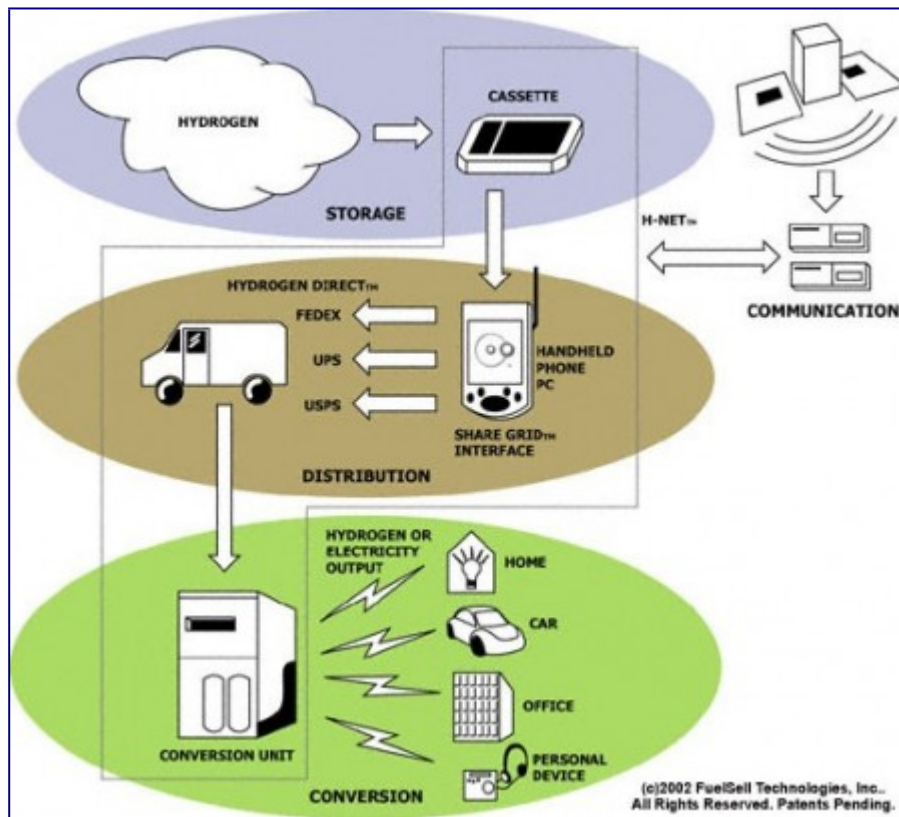 HYDROGEN
CASSETTE
STORAGE
H-NET™
COMMUNICATION
HYDROGEN DIRECT™
FEDEX
UPS
USPS
HANDHELD
PHONE
PC
SHARE GRID™
INTERFACE
DISTRIBUTION
HYDROGEN OR
ELECTRICITY
OUTPUT
HOME
CAR
OFFICE
PERSONAL
DEVICE
CONVERSION UNIT
CONVERSION
(c)2002 FuelSell Technologies, Inc..
All Rights Reserved. Patents Pending.